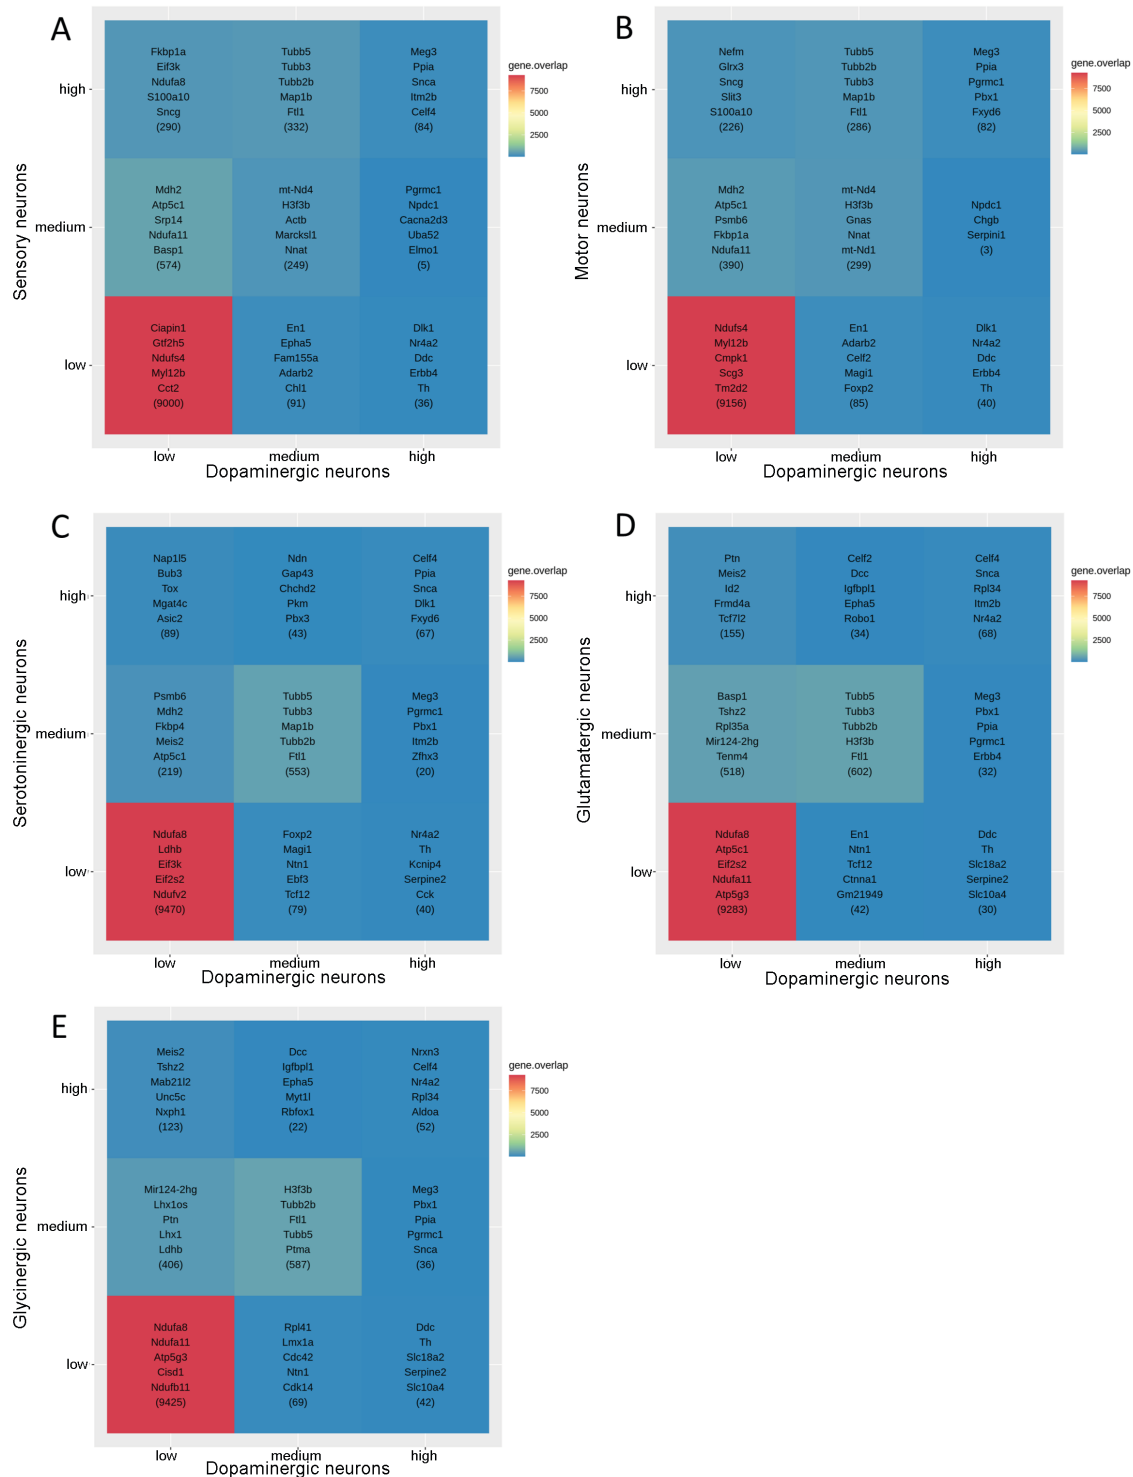 A
Sensory neurons
high
medium
low
Fkbp1a
Eif3k
Ndufa8
S100a10
Sncg
(290)
Tubb5
Tubb3
Tubb2b
Map1b
Ftl1
(332)
Meg3
Ppia
Snca
Itm2b
Celf4
(84)
Mdh2
Atp5c1
Srp14
Ndufa11
Basp1
(574)
mt-Nd4
H3f3b
Actb
Marcksl1
Nnat
(249)
Pgrmc1
Npdc1
Cacna2d3
Uba52
Elmo1
(5)
Ciapin1
Gtf2h5
Ndufs4
Myl12b
Cct2
(9000)
En1
Epha5
Fam155a
Adarb2
Chl1
(91)
Dlk1
Nr4a2
Ddc
Erbb4
Th
(36)
low
medium
high
Dopaminergic neurons
gene.overlap
7500
5000
2500
B
Motor neurons
high
medium
low
Nefm
Glrx3
Sncg
Slit3
S100a10
(226)
Tubb5
Tubb2b
Tubb3
Map1b
Ftl1
(286)
Meg3
Ppia
Pgrmc1
Pbx1
Fxyd6
(82)
Mdh2
Atp5c1
Psmb6
Fkbp1a
Ndufa11
(390)
mt-Nd4
H3f3b
Gnas
Nnat
mt-Nd1
(299)
Npdc1
Chgb
Serpini1
(3)
Ndufs4
Myl12b
Cmpk1
Scg3
Tm2d2
(9156)
En1
Adarb2
Celf2
Magi1
Foxp2
(85)
Dlk1
Nr4a2
Ddc
Erbb4
Th
(40)
low
medium
high
Dopaminergic neurons
gene.overlap
7500
5000
2500
C
Serotoninergic neurons
high
medium
low
Nap1l5
Bub3
Tox
Mgat4c
Asic2
(89)
Ndn
Gap43
Chchd2
Pkm
Pbx3
(43)
Celf4
Ppia
Snca
Dlk1
Fxyd6
(67)
Psmb6
Mdh2
Fkbp4
Meis2
Atp5c1
(219)
Tubb5
Tubb3
Map1b
Tubb2b
Ftl1
(553)
Meg3
Pgrmc1
Pbx1
Itm2b
Zfhx3
(20)
Ndufa8
Ldhb
Eif3k
Eif2s2
Ndufv2
(9470)
Foxp2
Magi1
Ntn1
Ebf3
Tcf12
(79)
Nr4a2
Th
Kcnip4
Serpine2
Cck
(40)
low
medium
high
Dopaminergic neurons
gene.overlap
7500
5000
2500
D
Glutamatergic neurons
high
medium
low
Ptn
Meis2
Id2
Frmd4a
Tcf7l2
(155)
Celf2
Dcc
Igfbpl1
Epha5
Robo1
(34)
Celf4
Snca
Rpl34
Itm2b
Nr4a2
(68)
Basp1
Tshz2
Rpl35a
Mir124-2hg
Tenm4
(518)
Tubb5
Tubb3
Tubb2b
H3f3b
Ftl1
(602)
Meg3
Pbx1
Ppia
Pgrmc1
Erbb4
(32)
Ndufa8
Atp5c1
Eif2s2
Ndufa11
Atp5g3
(9283)
En1
Ntn1
Tcf12
Ctnna1
Gm21949
(42)
Ddc
Th
Slc18a2
Serpine2
Slc10a4
(30)
low
medium
high
Dopaminergic neurons
gene.overlap
7500
5000
2500
E
Glycinergic neurons
high
medium
low
Meis2
Tshz2
Mab21l2
Unc5c
Nxph1
(123)
Dcc
Igfbpl1
Epha5
Myt1l
Rbfox1
(22)
Nrxn3
Celf4
Nr4a2
Rpl34
Aldoa
(52)
Mir124-2hg
Lhx1os
Ptn
Lhx1
Ldhb
(406)
H3f3b
Tubb2b
Ftl1
Tubb5
Ptma
(587)
Meg3
Pbx1
Ppia
Pgrmc1
Snca
(36)
Ndufa8
Ndufa11
Atp5g3
Cisd1
Ndufb11
(9425)
Rpl41
Lmx1a
Cdc42
Ntn1
Cdk14
(69)
Ddc
Th
Slc18a2
Serpine2
Slc10a4
(42)
low
medium
high
Dopaminergic neurons
gene.overlap
7500
5000
2500